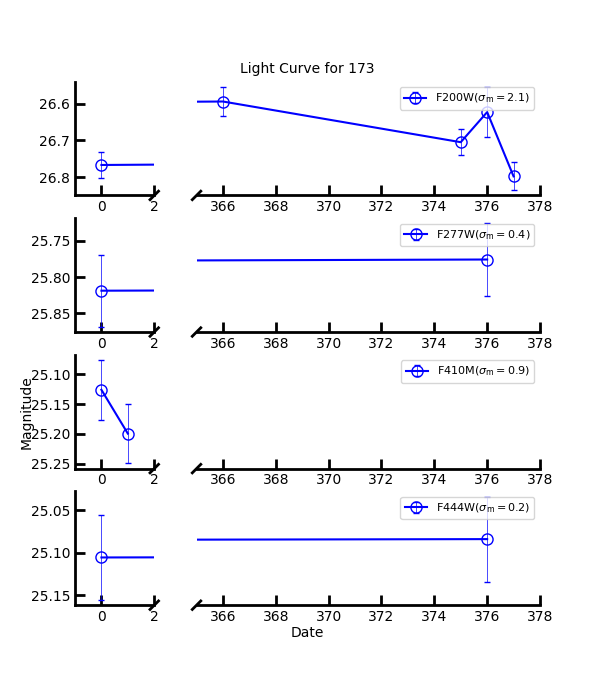 Light Curve for 173
F200W(σm = 2.1)
26.6
26.7
26.8
0 2 366 368 370 372 374 376 378
F277W(σm = 0.4)
25.75
25.80
25.85
0 2 366 368 370 372 374 376 378
F410M(σm = 0.9)
25.10
25.15
25.20
25.25
0 2 366 368 370 372 374 376 378
Magnitude
F444W(σm = 0.2)
25.05
25.10
25.15
0 2 366 368 370 372 374 376 378
Date